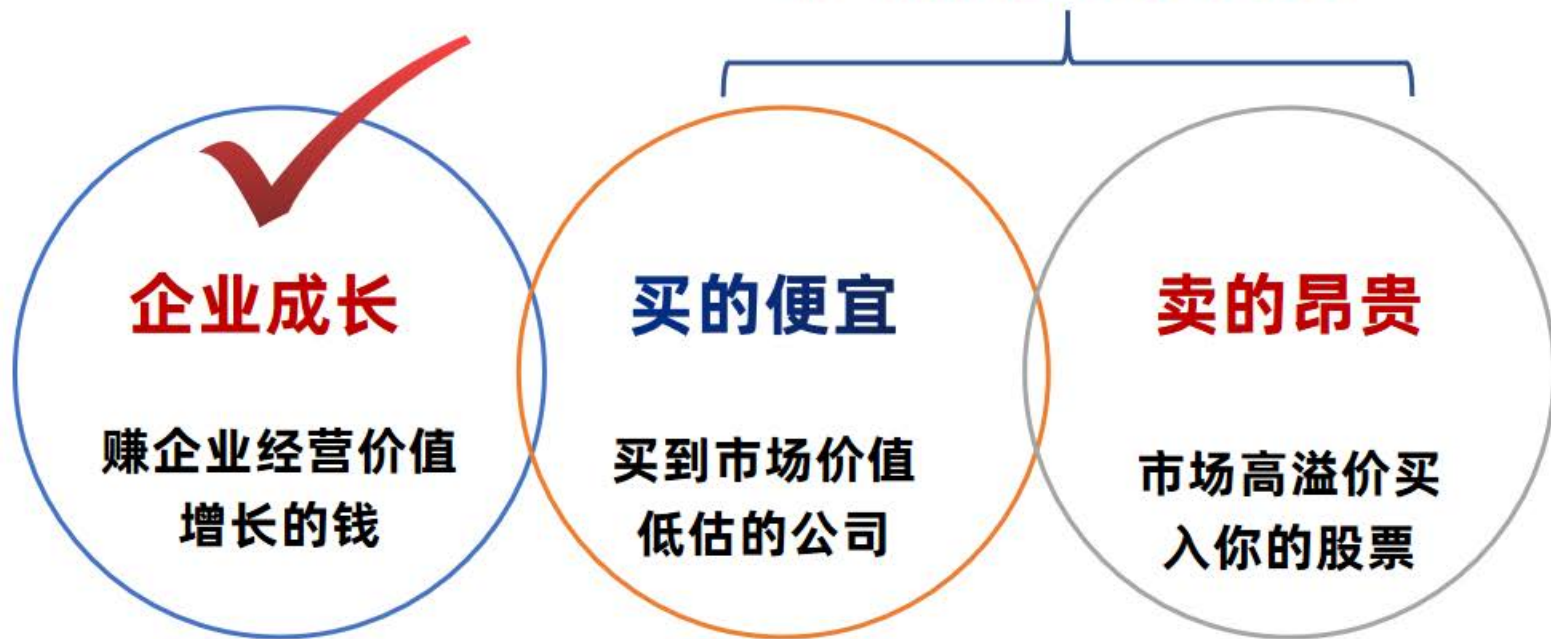 企业成长
赚企业经营价值
增长的钱
买的便宜
买到市场价值
低估的公司
卖的昂贵
市场高溢价买
入你的股票